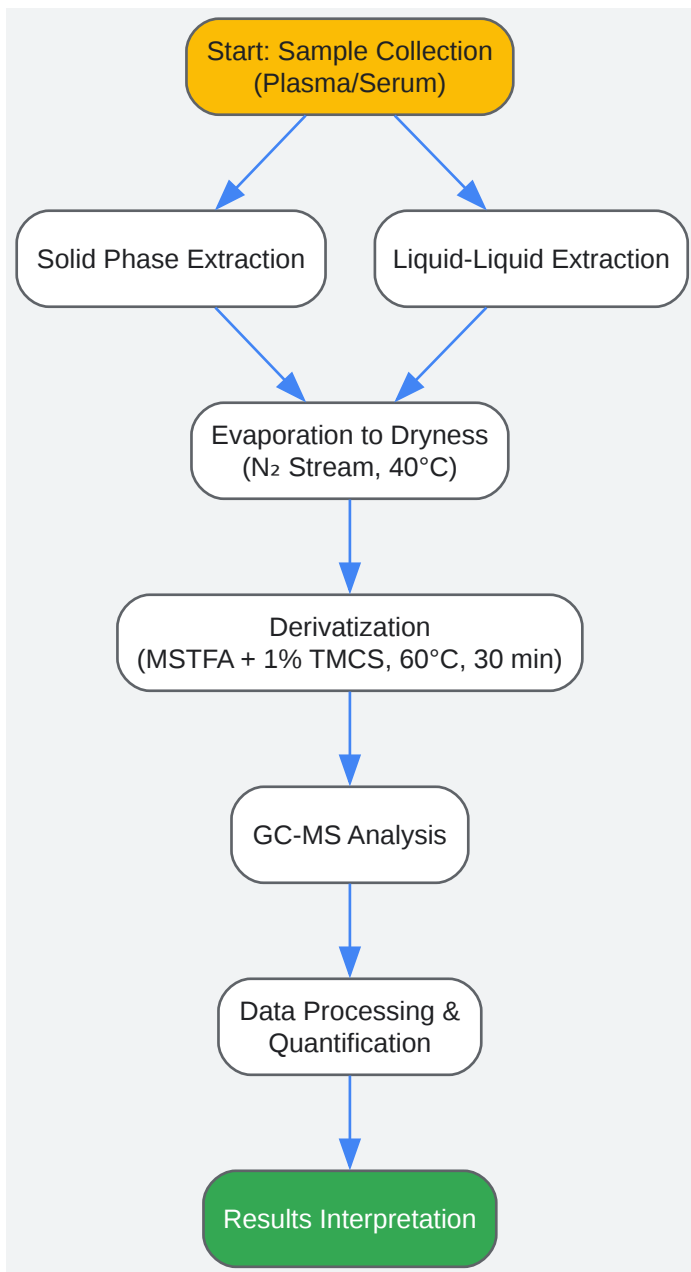 Start: Sample Collection
(Plasma/Serum)
Solid Phase Extraction
Liquid-Liquid Extraction
Evaporation to Dryness
(N₂ Stream, 40°C)
Derivatization
(MSTFA + 1% TMCS, 60°C, 30 min)
GC-MS Analysis
Data Processing &
Quantification
Results Interpretation